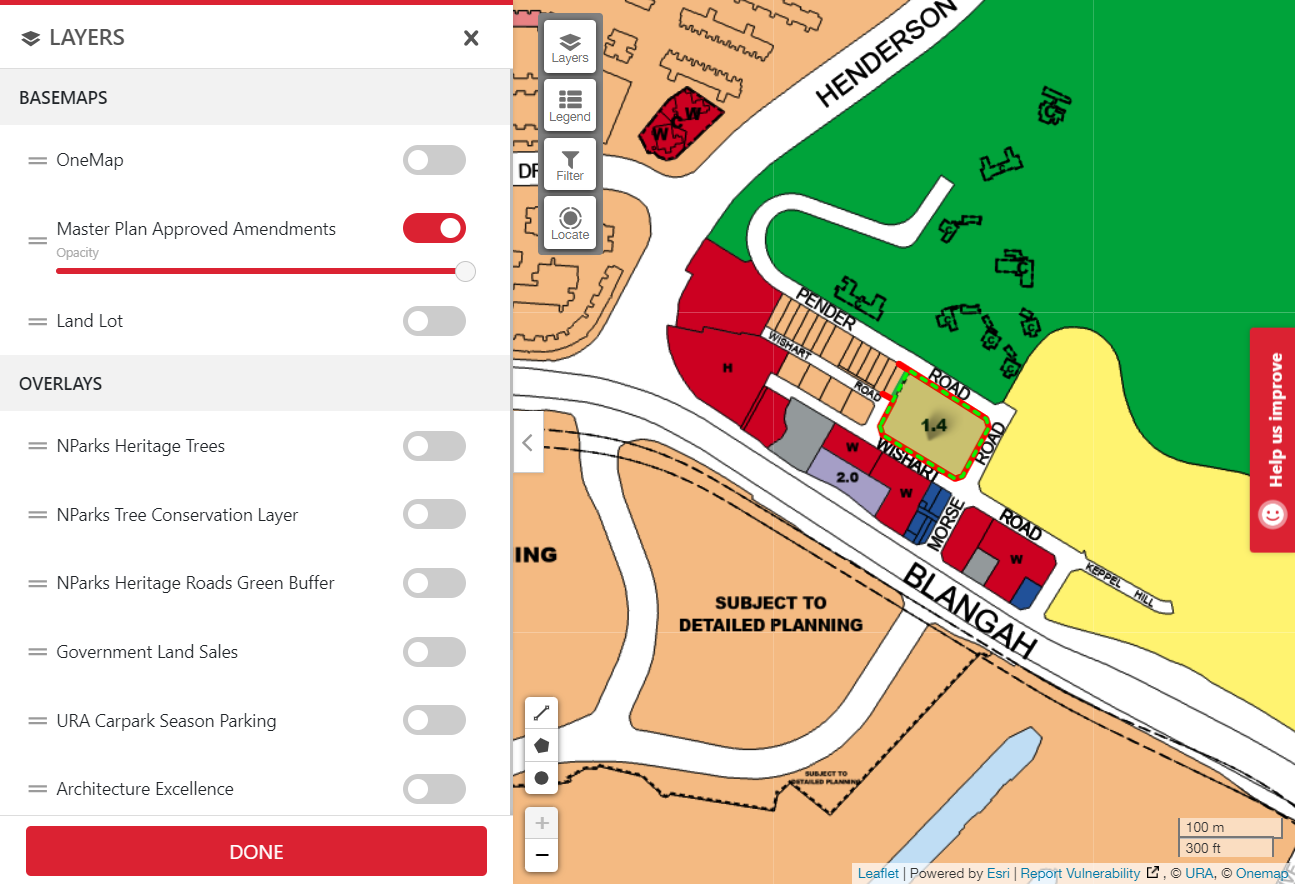 LAYERS
BASEMAPS
OneMap
Master Plan Approved Amendments
Opacity
Land Lot
OVERLAYS
NParks Heritage Trees
NParks Tree Conservation Layer
NParks Heritage Roads Green Buffer
Government Land Sales
URA Carpark Season Parking
Architecture Excellence
DONE
Layers
Legend
Filter
Locate
HENDERSON
W
C
W
C
C
C
C
C
C
C
C
PENDER
ROAD
WISHART
ROAD
H
1.4
ROAD
W
WISHART
2.0
W
MORSE
ROAD
W
KEPPEL HILL
BLANGAH
ING
SUBJECT TO
DETAILED PLANNING
SUBJECT TO
DETAILED PLANNING
Help us improve
+
−
100 m
300 ft
Leaflet | Powered by Esri | Report Vulnerability , © URA, © Onemap